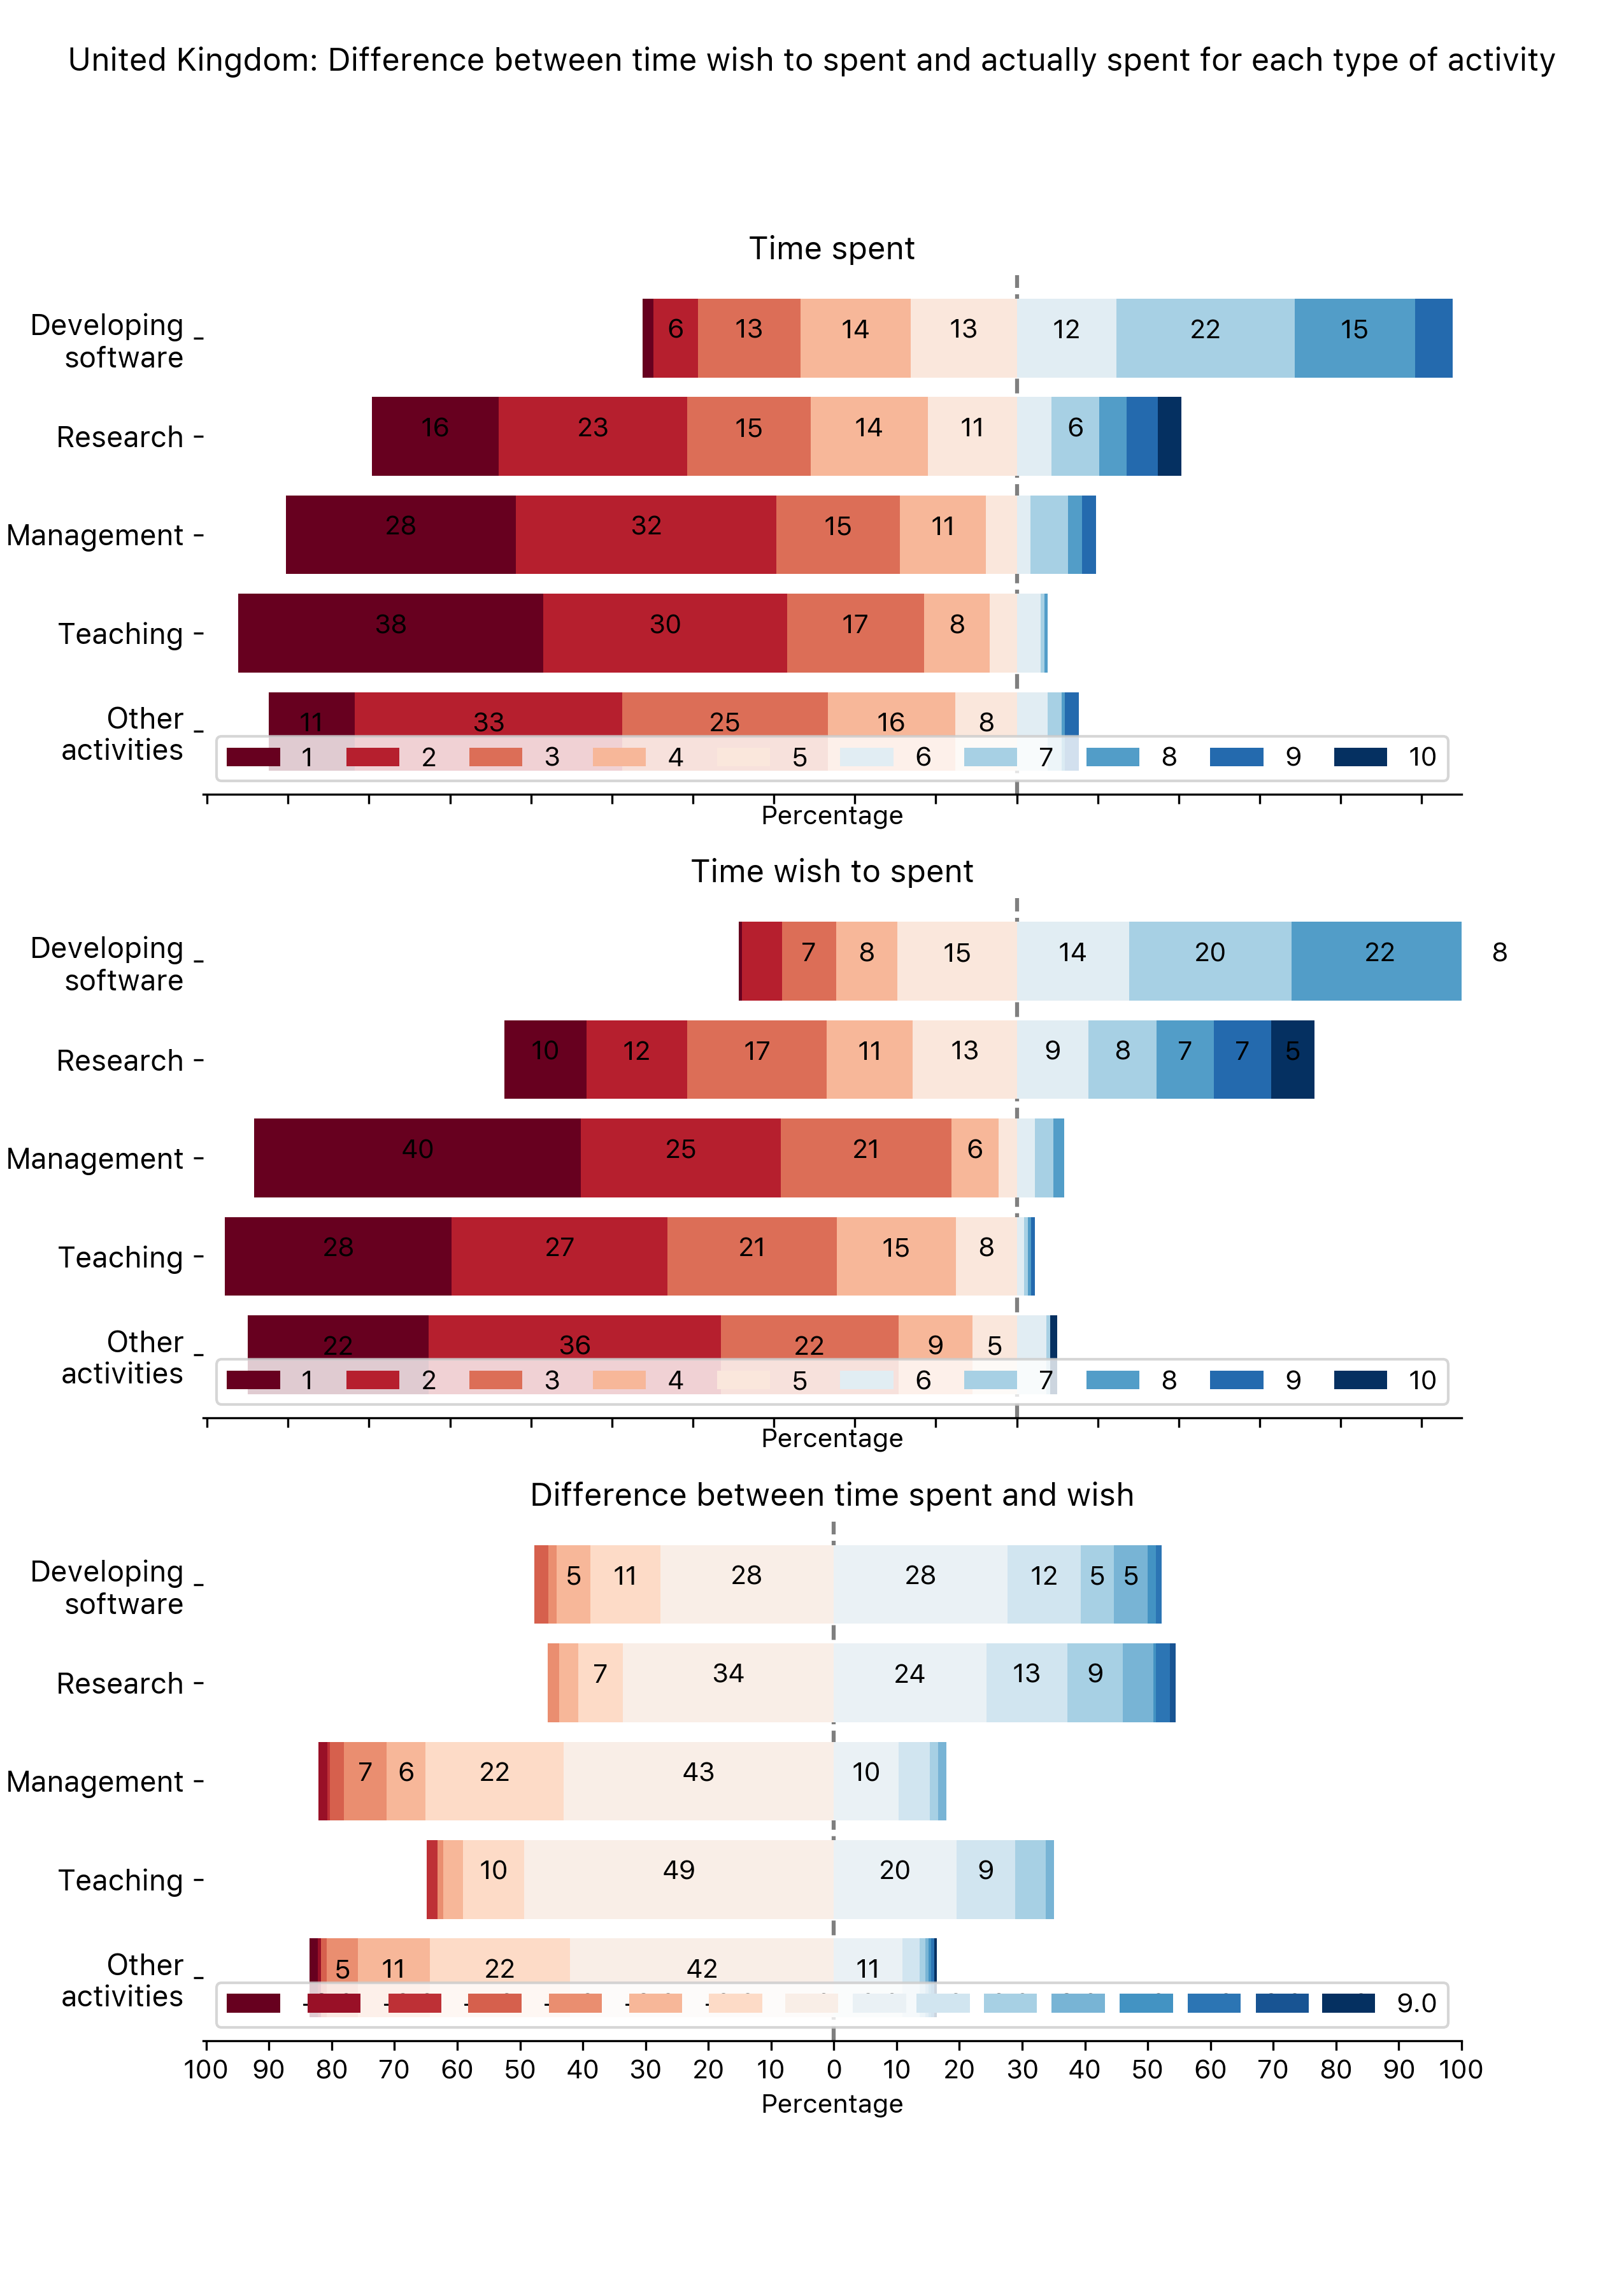 United Kingdom: Difference between time wish to spent and actually spent for each type of activity
Time spent
Developing
software
6 13 14 13 12 22 15
Research
16 23 15 14 11 6
Management
28 32 15 11
Teaching
38 30 17 8
Other
activities
11 33 25 16 8
1 2 3 4 5 6 7 8 9 10
Percentage
Time wish to spent
Developing
software
7 8 15 14 20 22 8
Research
10 12 17 11 13 9 8 7 7 5
Management
40 25 21 6
Teaching
28 27 21 15 8
Other
activities
22 36 22 9 5
1 2 3 4 5 6 7 8 9 10
Percentage
Difference between time spent and wish
Developing
software
5 11 28 28 12 5 5
Research
7 34 24 13 9
Management
7 6 22 43 10
Teaching
10 49 20 9
Other
activities
5 11 22 42 11
9.0
100 90 80 70 60 50 40 30 20 10 0 10 20 30 40 50 60 70 80 90 100
Percentage